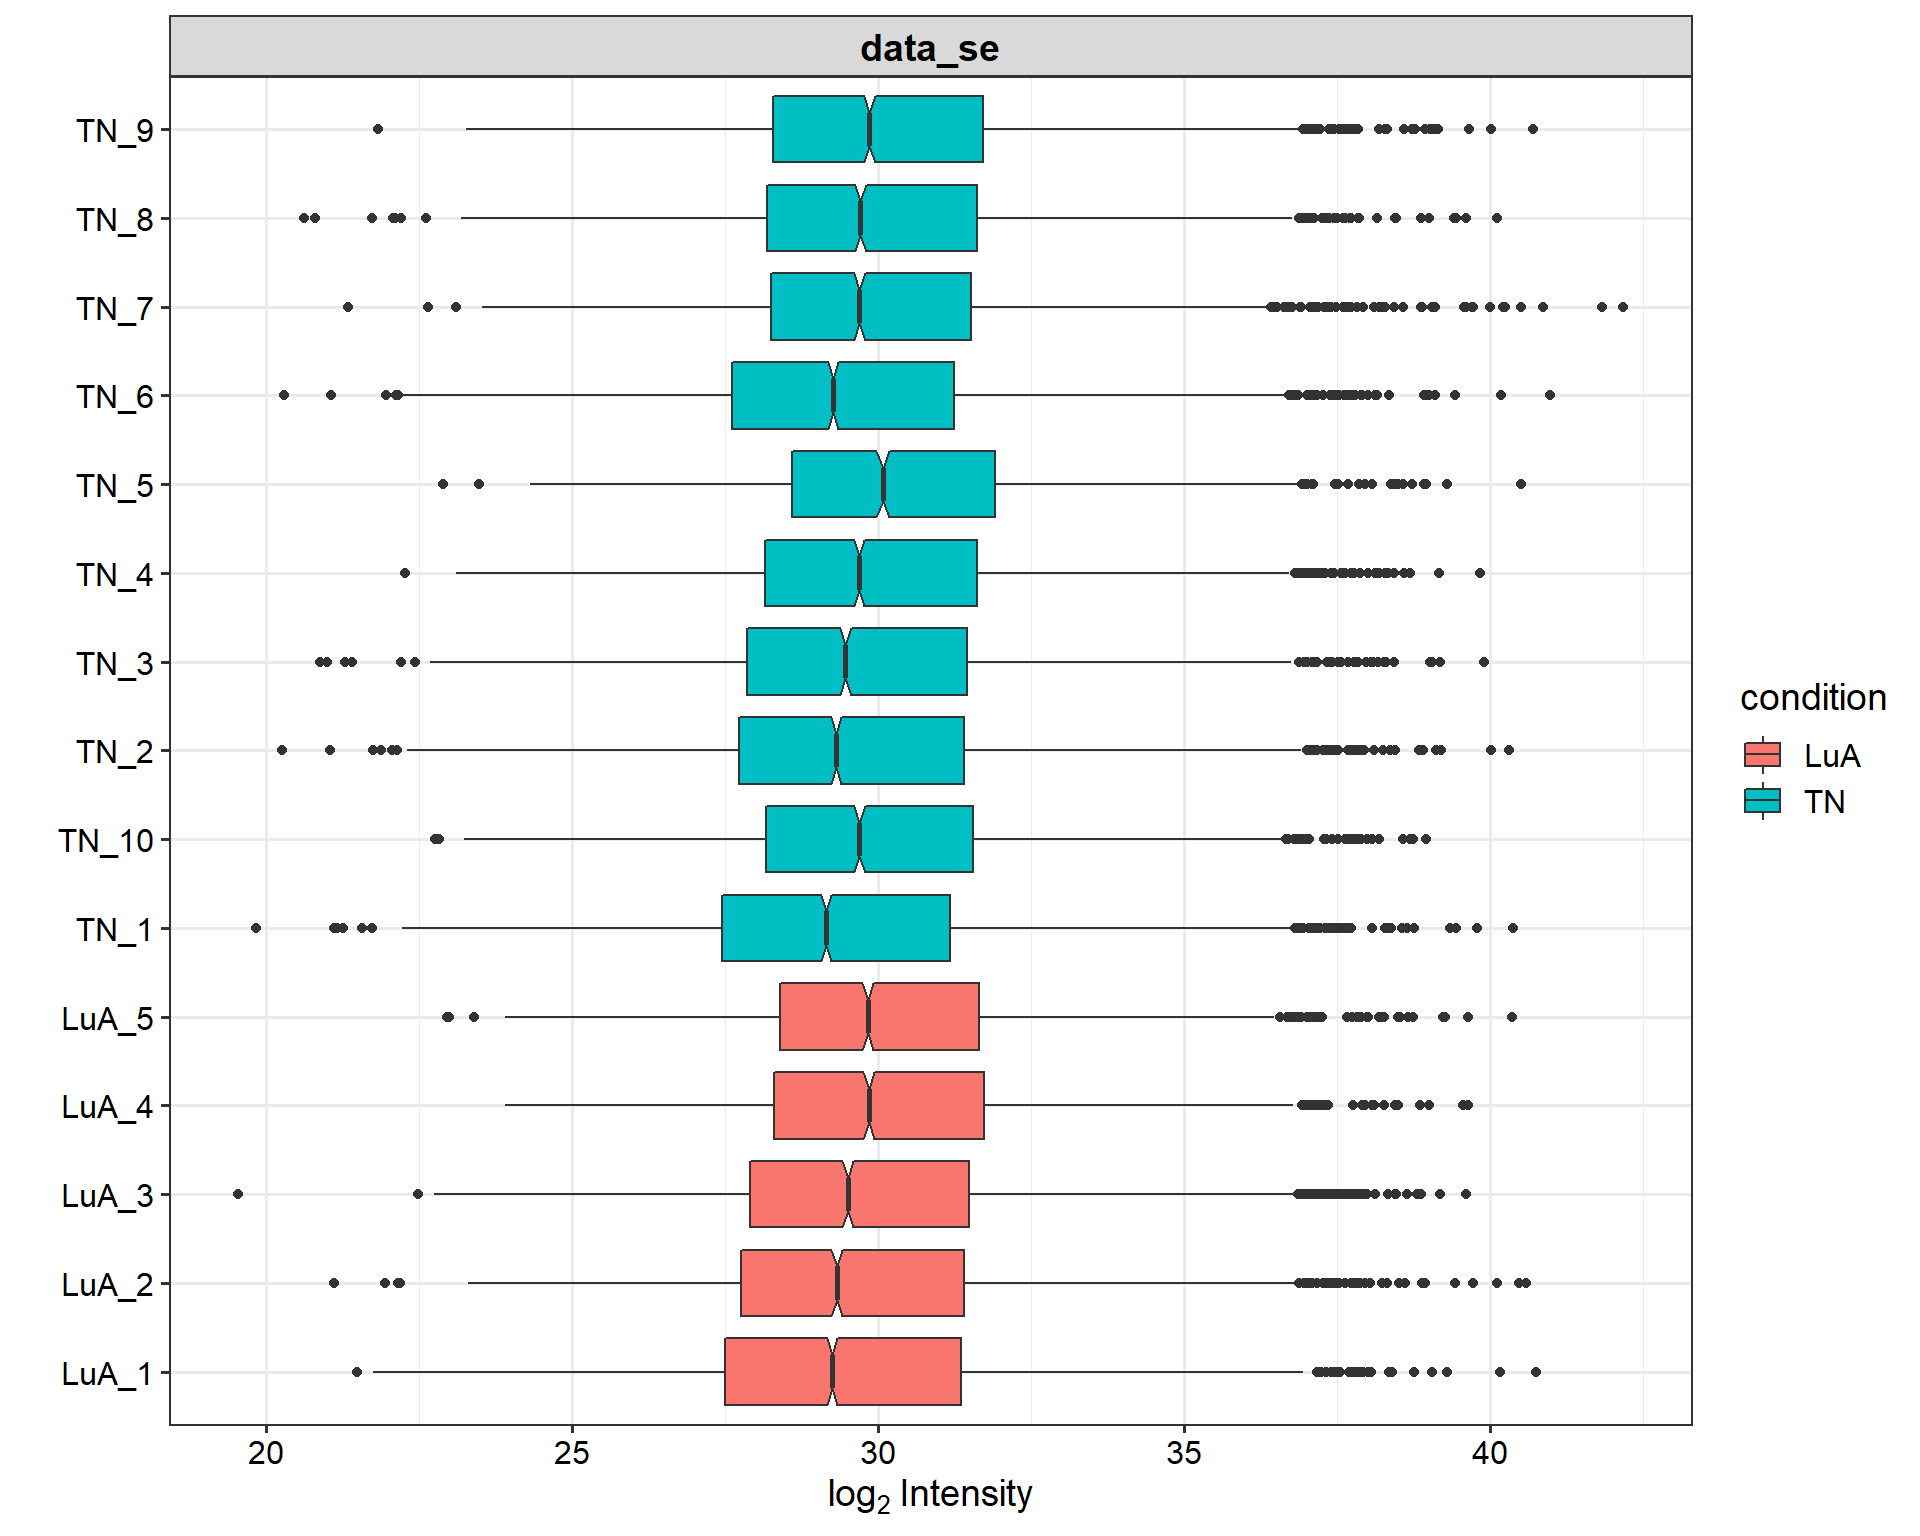 data_se
TN_9
TN_8
TN_7
TN_6
TN_5
TN_4
TN_3
TN_2
TN_10
TN_1
LuA_5
LuA_4
LuA_3
LuA_2
LuA_1
20 25 30 35 40
log₂ Intensity
condition
LuA
TN